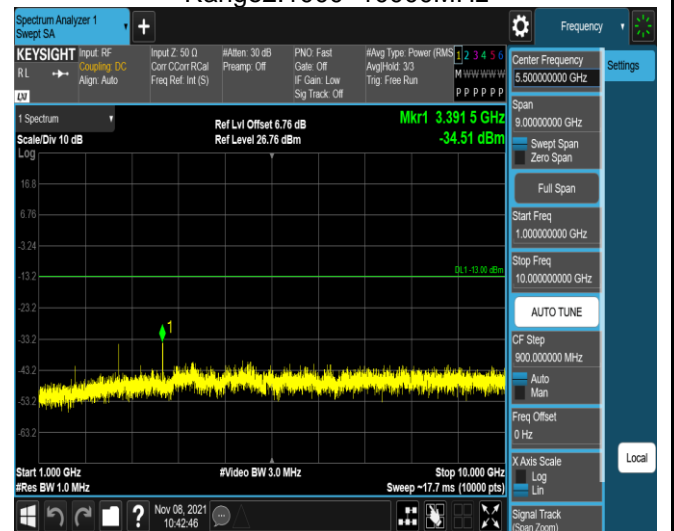 Range2:1000~10000MHz
Spectrum Analyzer 1
Swept SA
+
Frequency
KEYSIGHT
RL
LXI
Input: RF
Coupling: DC
Align: Auto
Input Z: 50 Ω
Corr CCorr RCal
Freq Ref: Int (S)
#Atten: 30 dB
Preamp: Off
PNO: Fast
Gate: Off
IF Gain: Low
Sig Track: Off
#Avg Type: Power (RMS
Avg|Hold: 3/3
Trig: Free Run
1 2 3 4 5 6
M W W W W W
P P P P P P
1 Spectrum
Scale/Div 10 dB
Log
Ref Lvl Offset 6.76 dB
Ref Level 26.76 dBm
Mkr1 3.391 5 GHz
-34.51 dBm
16.8
6.76
-3.24
-13.2
-23.2
-33.2
-43.2
-53.2
-63.2
DL1 -13.00 dBm
1
Start 1.000 GHz
#Res BW 1.0 MHz
#Video BW 3.0 MHz
Stop 10.000 GHz
Sweep ~17.7 ms (10000 pts)
Center Frequency
5.500000000 GHz
Settings
Span
9.00000000 GHz
Swept Span
Zero Span
Full Span
Start Freq
1.000000000 GHz
Stop Freq
10.000000000 GHz
AUTO TUNE
CF Step
900.000000 MHz
Auto
Man
Freq Offset
0 Hz
X Axis Scale
Log
Lin
Local
Signal Track
(Span Zoom)
?
Nov 08, 2021
10:42:46